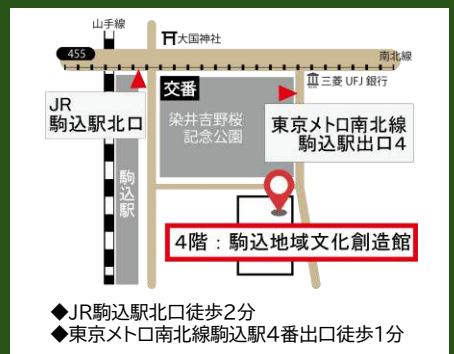 山手線
大国神社
455
南北線
三菱 UFJ 銀行
交番
JR
駒込駅北口
染井吉野桜
記念公園
東京メトロ南北線
駒込駅出口4
駒込駅
4階：駒込地域文化創造館
◆JR駒込駅北口徒歩2分
◆東京メトロ南北線駒込駅4番出口徒歩1分